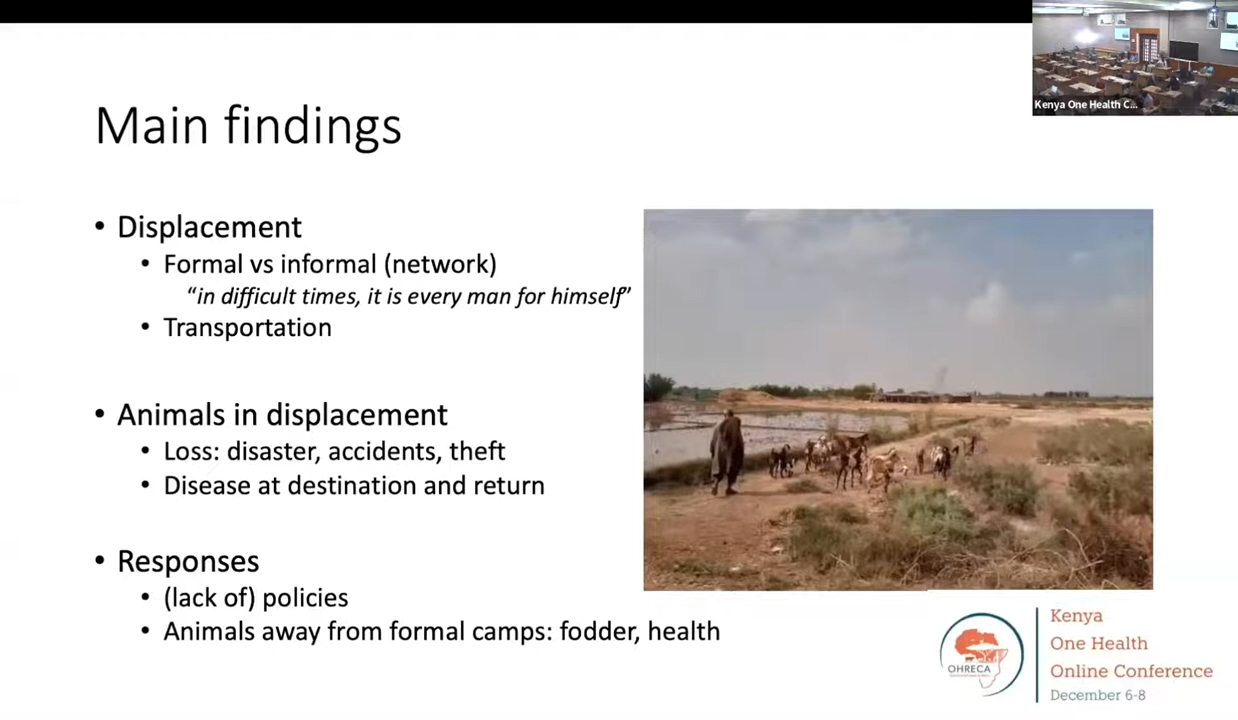 Kenya One Health C...
Main findings
• Displacement
• Formal vs informal (network)
“in difficult times, it is every man for himself”
• Transportation
• Animals in displacement
• Loss: disaster, accidents, theft
• Disease at destination and return
• Responses
• (lack of) policies
• Animals away from formal camps: fodder, health
OHRECA
Kenya
One Health
Online Conference
December 6-8